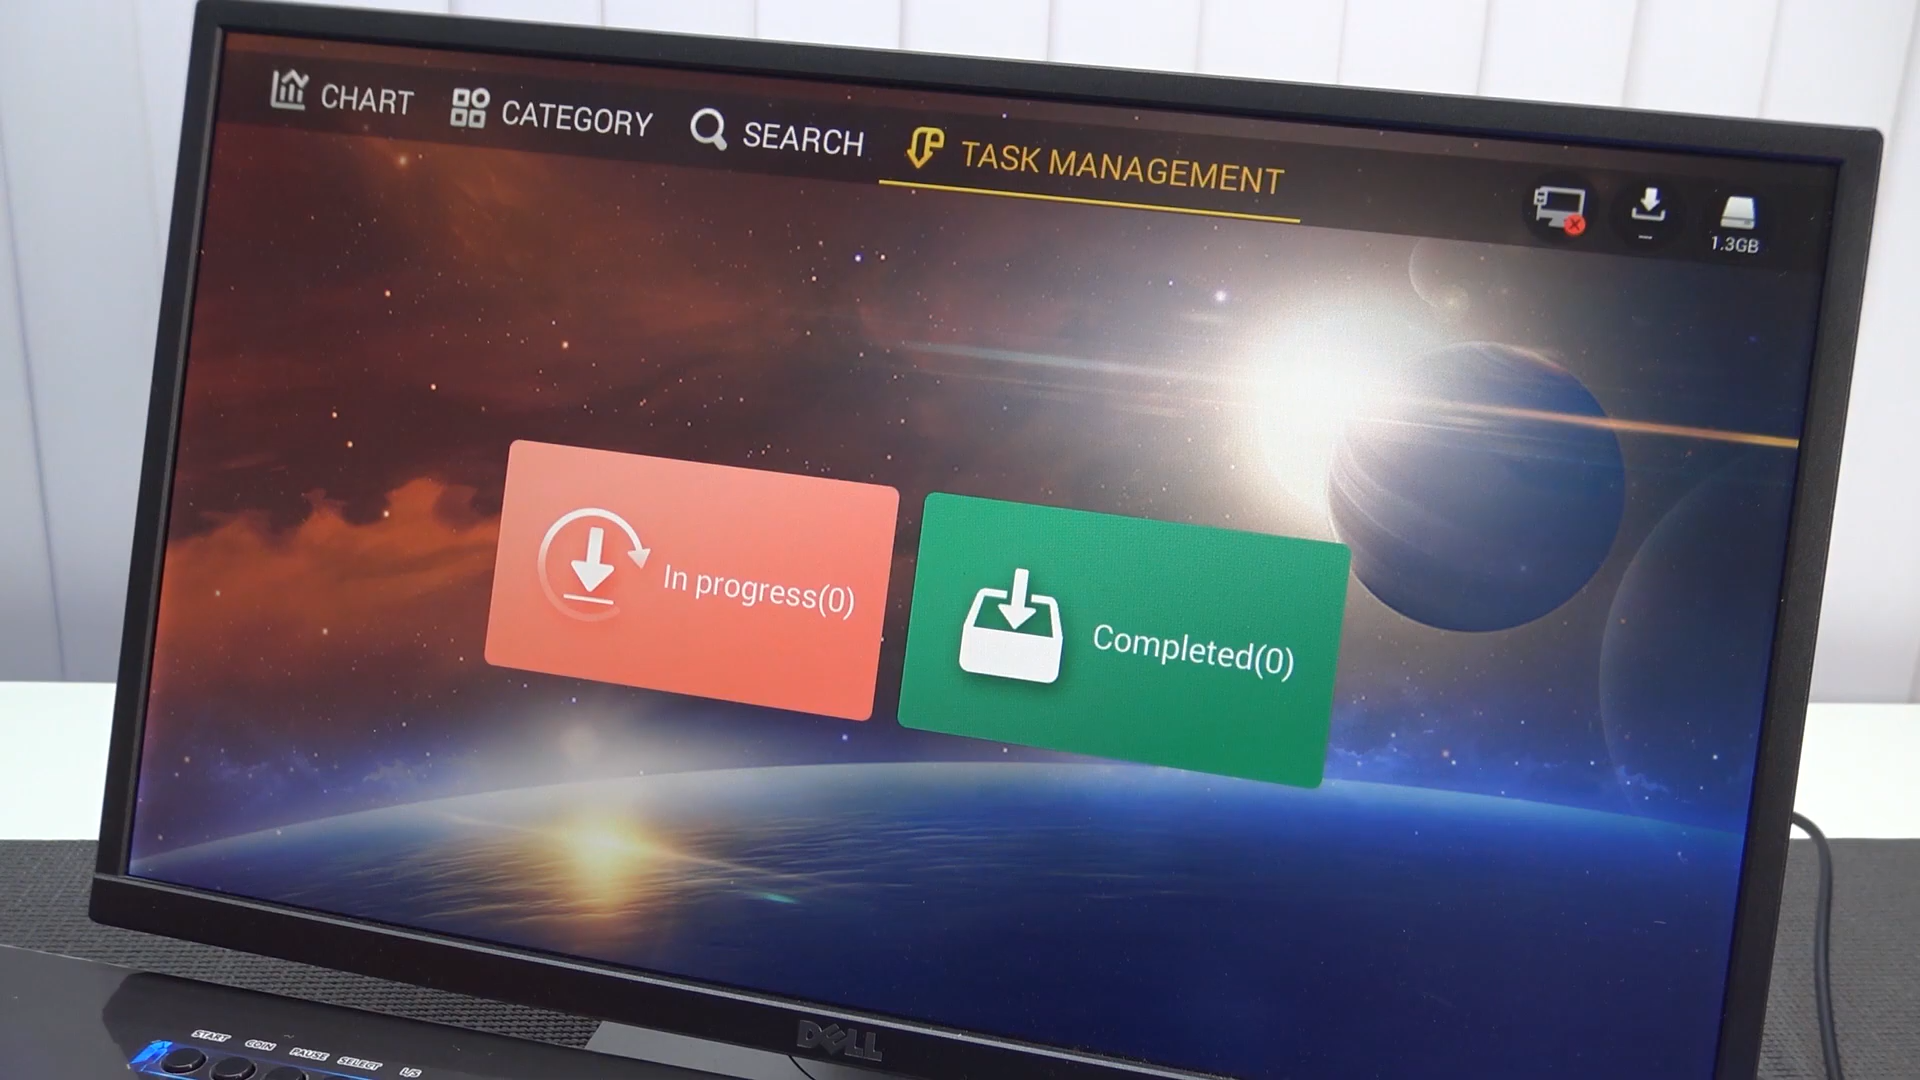 CHART
CATEGORY
SEARCH
TASK MANAGEMENT
1.3GB
In progress(0)
Completed(0)
DELL
START
COIN
PAUSE
SELECT
L/S